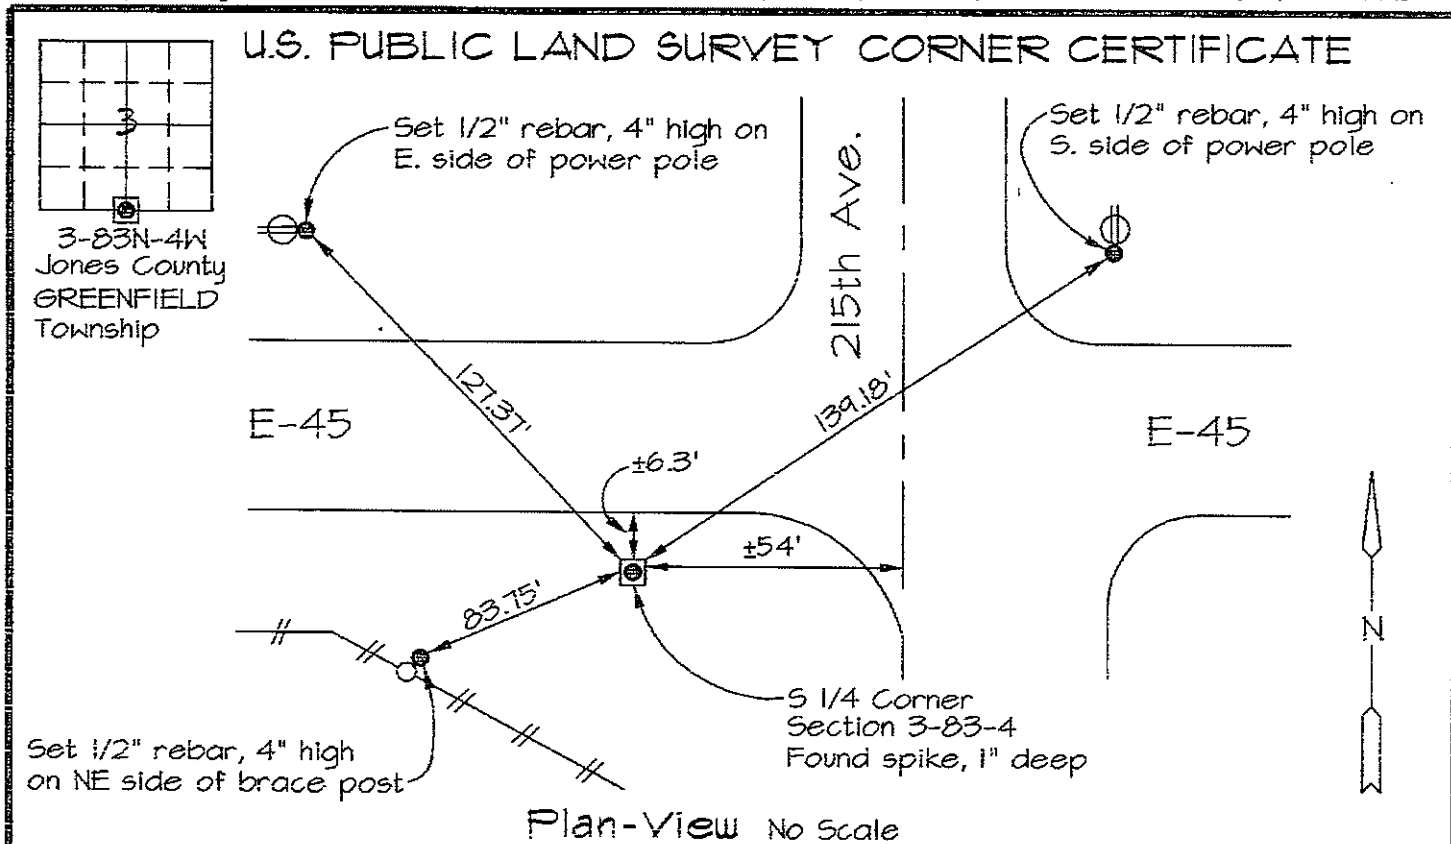 U.S. PUBLIC LAND SURVEY CORNER CERTIFICATE
3
3-83N-4W
Jones County
GREENFIELD
Township
Set 1/2" rebar, 4" high on
E. side of power pole
Set 1/2" rebar, 4" high on
S. side of power pole
215th Ave.
127.37'
139.18'
E-45
E-45
±6.3'
±54'
83.75'
N
S 1/4 Corner
Section 3-83-4
Found spike, 1" deep
Set 1/2" rebar, 4" high
on NE side of brace post
Plan-View No Scale